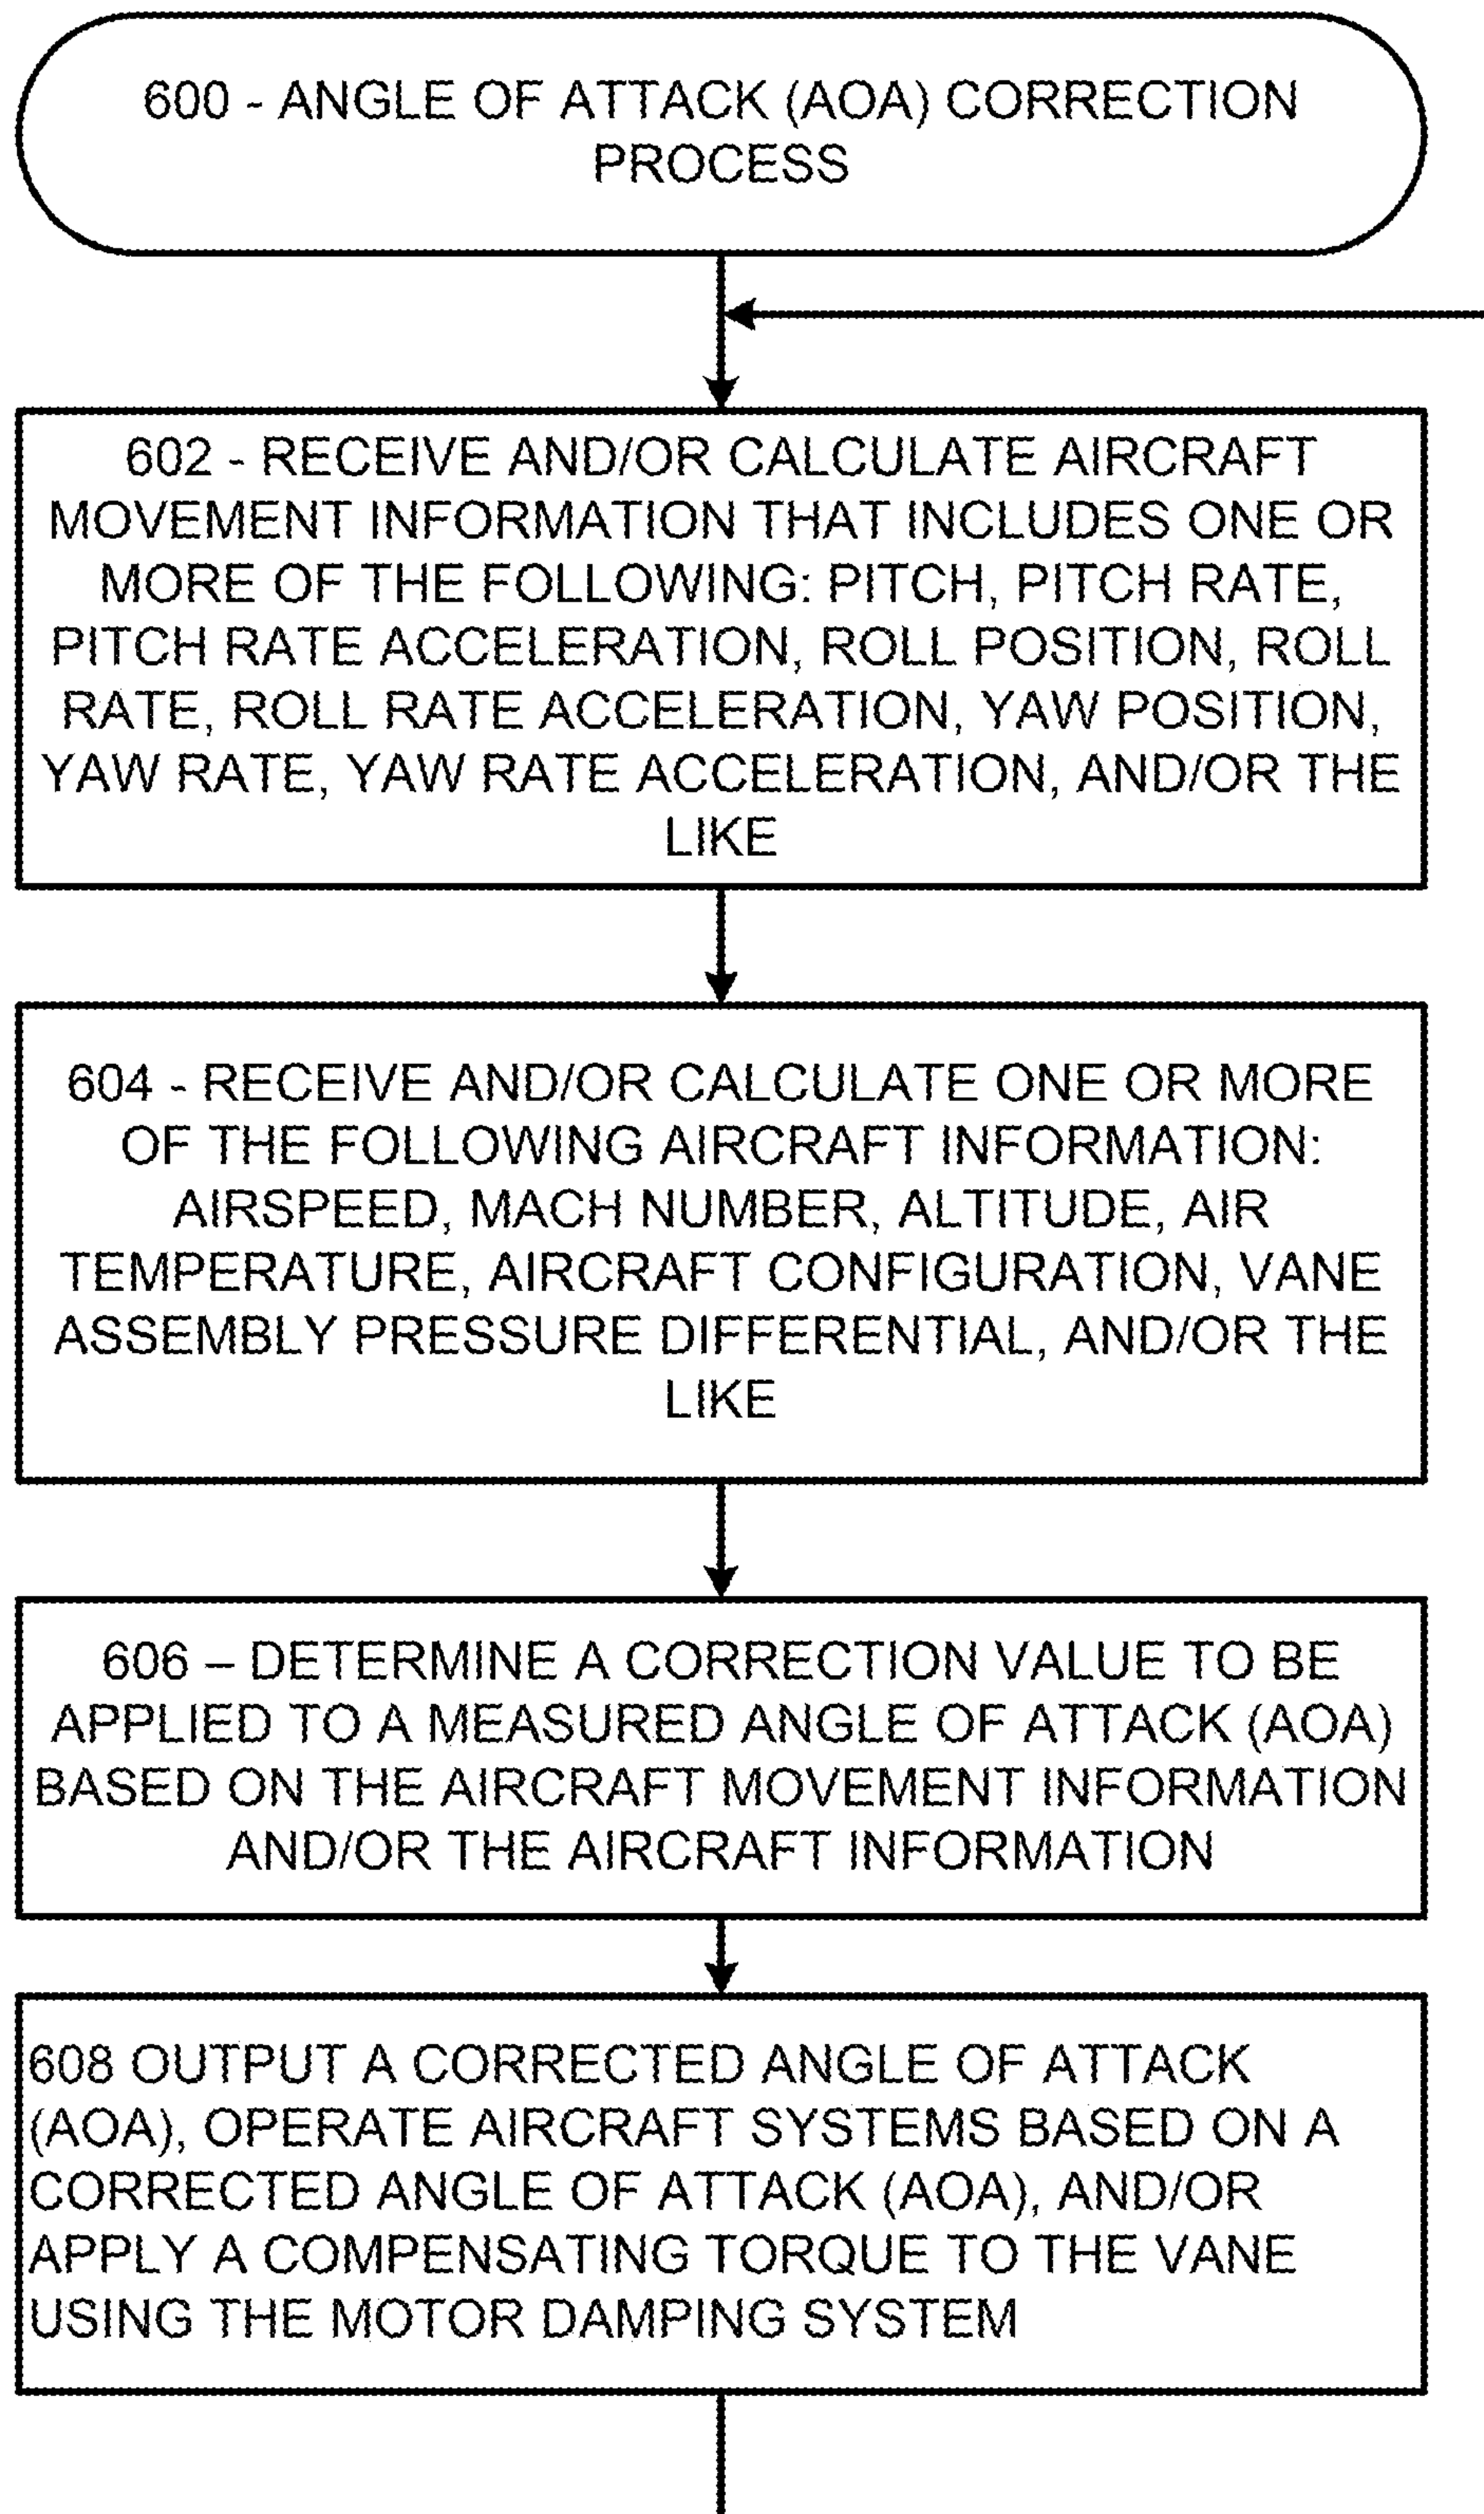 600 - ANGLE OF ATTACK (AOA) CORRECTION
PROCESS
602 - RECEIVE AND/OR CALCULATE AIRCRAFT
MOVEMENT INFORMATION THAT INCLUDES ONE OR
MORE OF THE FOLLOWING: PITCH, PITCH RATE,
PITCH RATE ACCELERATION, ROLL POSITION, ROLL
RATE, ROLL RATE ACCELERATION, YAW POSITION,
YAW RATE, YAW RATE ACCELERATION, AND/OR THE
LIKE
604 - RECEIVE AND/OR CALCULATE ONE OR MORE
OF THE FOLLOWING AIRCRAFT INFORMATION:
AIRSPEED, MACH NUMBER, ALTITUDE, AIR
TEMPERATURE, AIRCRAFT CONFIGURATION, VANE
ASSEMBLY PRESSURE DIFFERENTIAL, AND/OR THE
LIKE
606 – DETERMINE A CORRECTION VALUE TO BE
APPLIED TO A MEASURED ANGLE OF ATTACK (AOA)
BASED ON THE AIRCRAFT MOVEMENT INFORMATION
AND/OR THE AIRCRAFT INFORMATION
608 OUTPUT A CORRECTED ANGLE OF ATTACK
(AOA), OPERATE AIRCRAFT SYSTEMS BASED ON A
CORRECTED ANGLE OF ATTACK (AOA), AND/OR
APPLY A COMPENSATING TORQUE TO THE VANE
USING THE MOTOR DAMPING SYSTEM